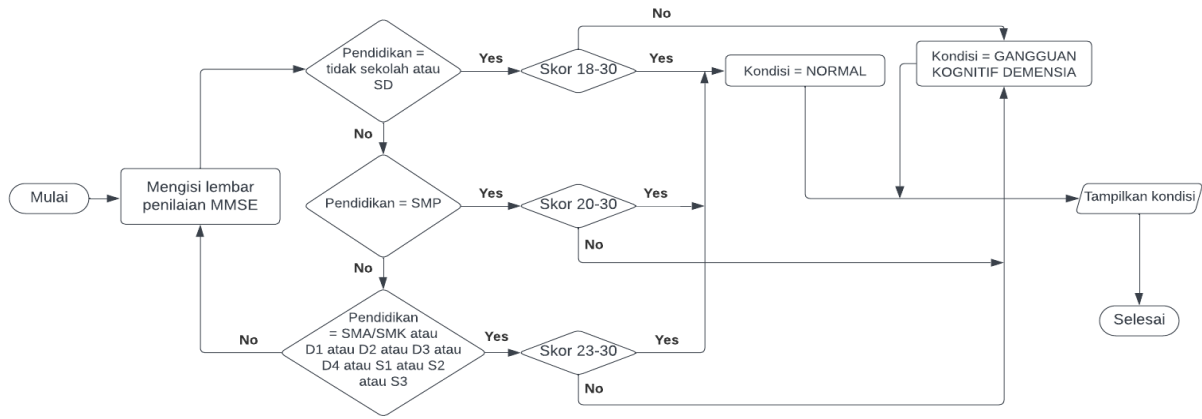 No
Pendidikan =
tidak sekolah atau
SD
Yes
Skor 18-30
Yes
Kondisi = NORMAL
Kondisi = GANGGUAN
KOGNITIF DEMENSIA
No
Mulai
Mengisi lembar
penilaian MMSE
Pendidikan = SMP
Yes
Skor 20-30
Yes
Tampilkan kondisi
No
No
Pendidikan
= SMA/SMK atau
D1 atau D2 atau D3 atau
D4 atau S1 atau S2
atau S3
No
Yes
Skor 23-30
Yes
No
Selesai